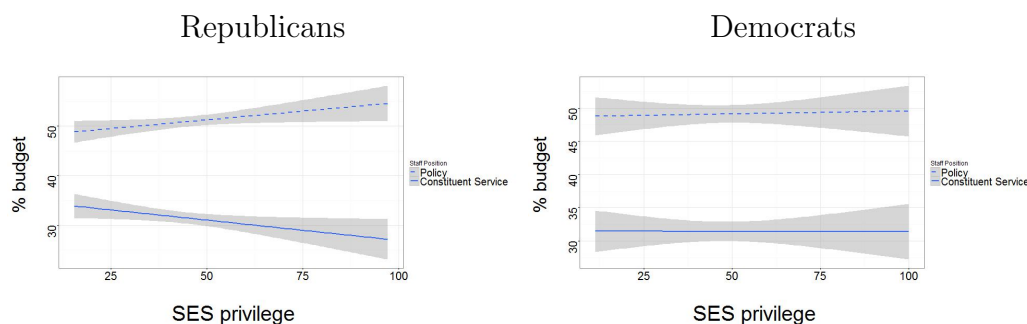 Republicans
% budget
50
40
30
25
50
75
100
SES privilege
Staff Position
Policy
Constituent Service
Democrats
% budget
50
45
40
35
30
25
50
75
100
SES privilege
Staff Position
Policy
Constituent Service